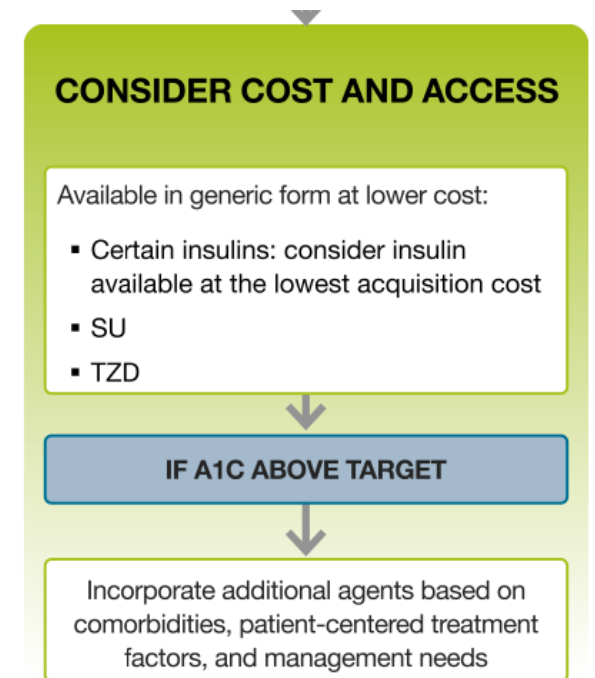 CONSIDER COST AND ACCESS
Available in generic form at lower cost:
▪ Certain insulins: consider insulin
available at the lowest acquisition cost
▪ SU
▪ TZD
IF A1C ABOVE TARGET
Incorporate additional agents based on
comorbidities, patient-centered treatment
factors, and management needs